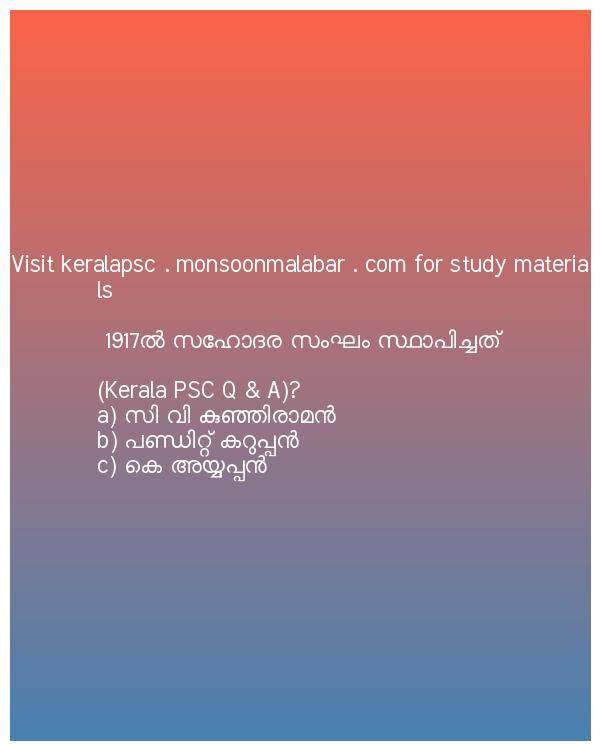 Visit keralapsc . monsoonmalabar . com for study materia
ls
1917ൽ സഹോദര സംഘം സ്ഥാപിച്ചത്
(Kerala PSC Q & A)?
a) സി വി കുഞ്ഞിരാമൻ
b) പണ്ഡിറ്റ് കറുപ്പൻ
c) കെ അയ്യപ്പൻ